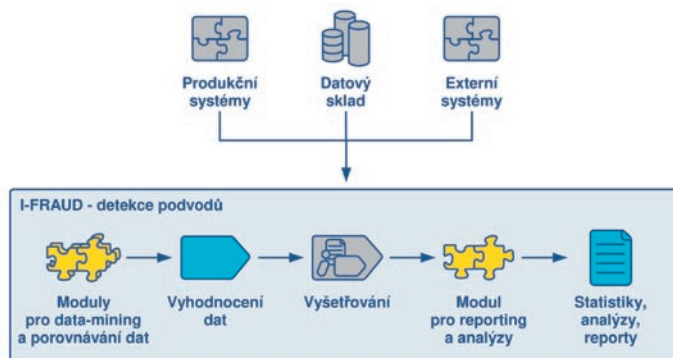 Produkční
systémy
Datový
sklad
Externí
systémy
I-FRAUD - detekce podvodů
Moduly
pro data-mining
a porovnávání dat
Vyhodnocení
dat
Vyšetřování
Modul
pro reporting
a analýzy
Statistiky,
analýzy,
reporty